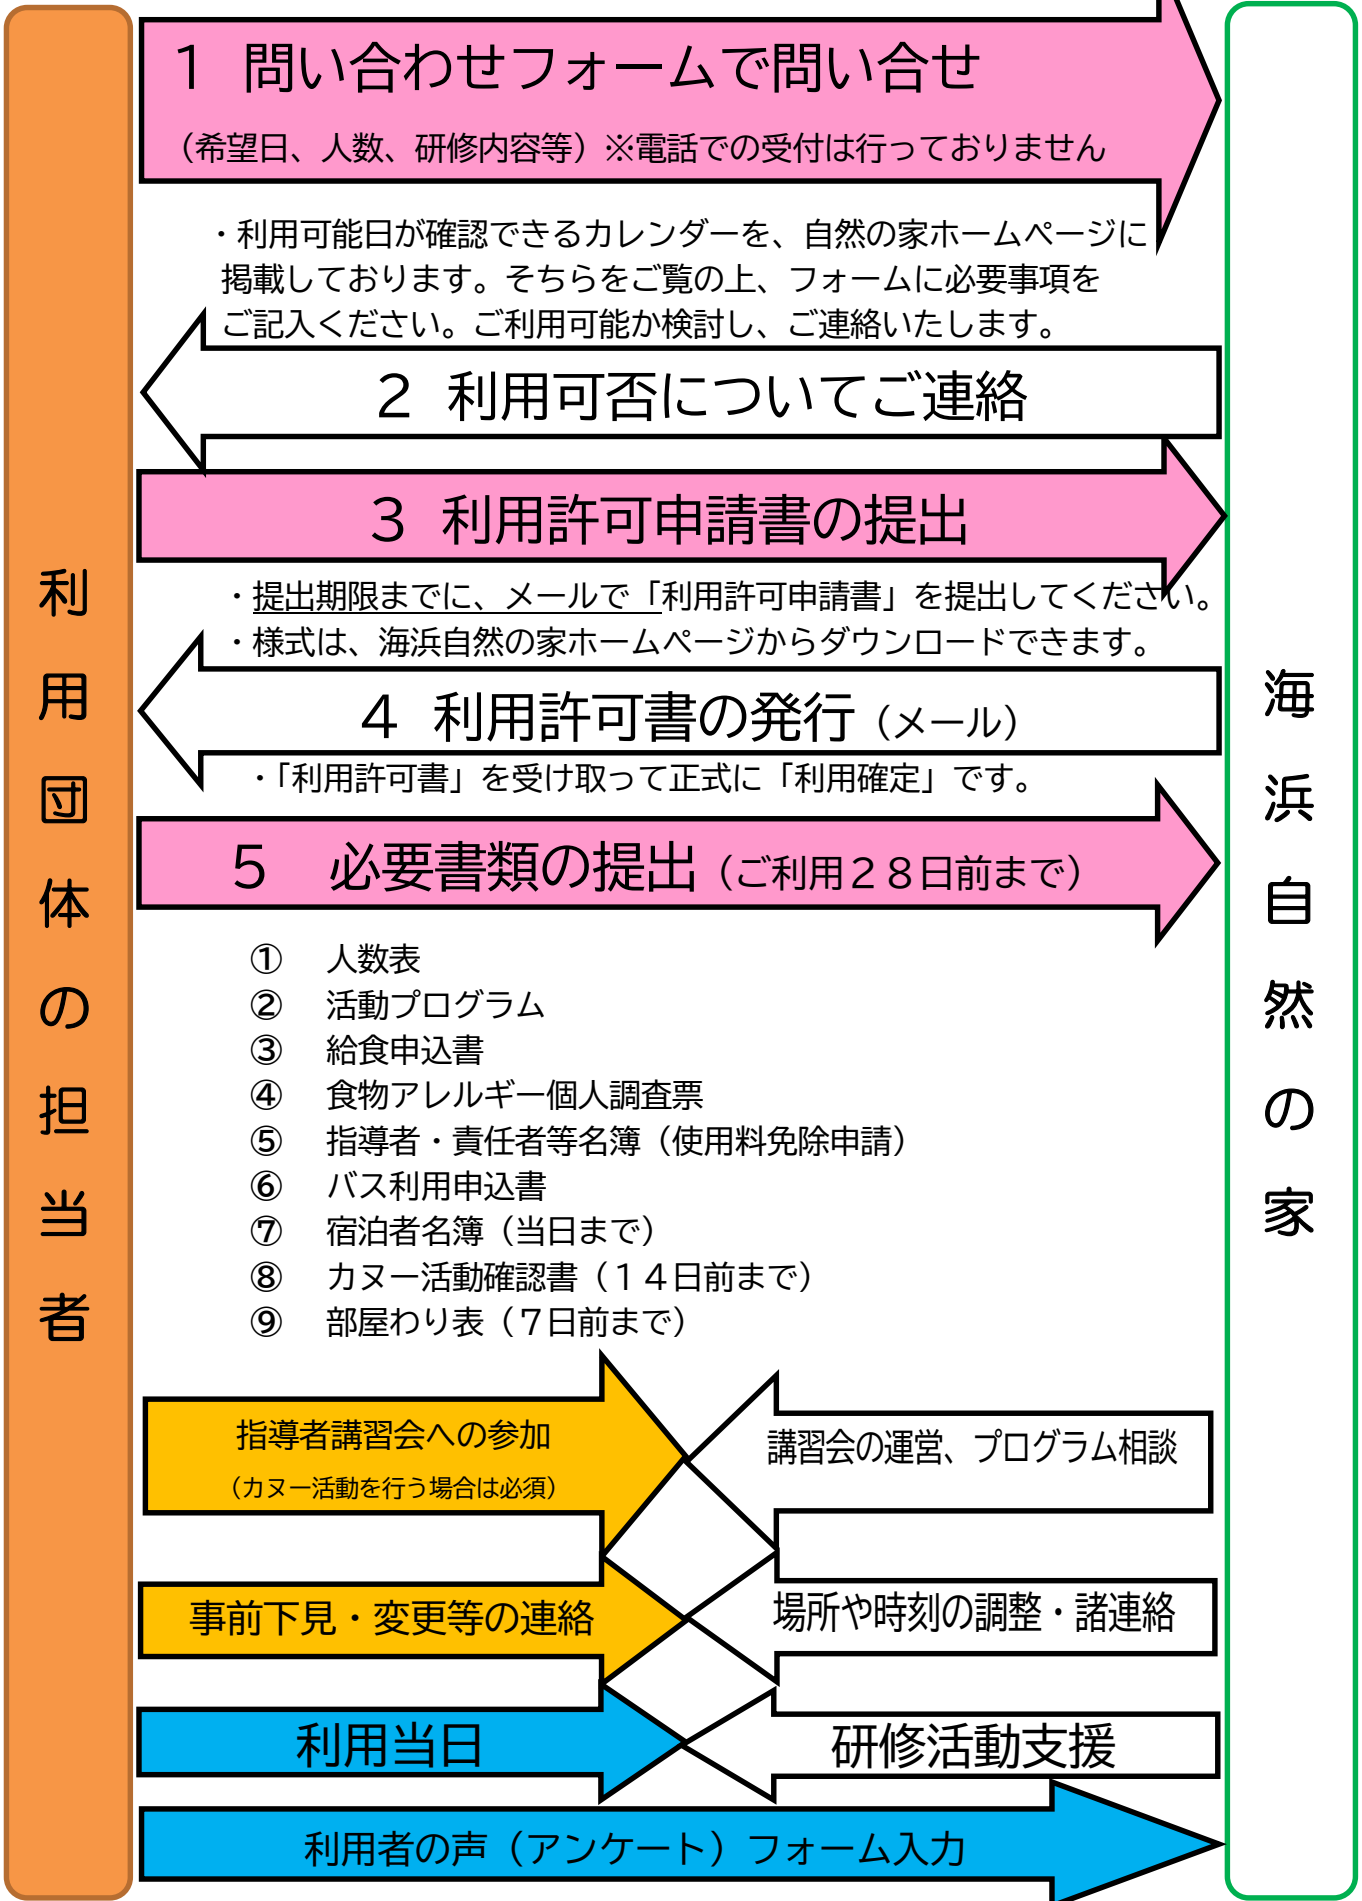 １　問い合わせフォームで問い合せ
（希望日、人数、研修内容等）※電話での受付は行っておりません
・利用可能日が確認できるカレンダーを、自然の家ホームページに
掲載しております。そちらをご覧の上、フォームに必要事項を
ご記入ください。ご利用可能か検討し、ご連絡いたします。
２　利用可否についてご連絡
３　利用許可申請書の提出
・提出期限までに、メールで「利用許可申請書」を提出してください。
・様式は、海浜自然の家ホームページからダウンロードできます。
４　利用許可書の発行（メール）
・「利用許可書」を受け取って正式に「利用確定」です。
５　必要書類の提出（ご利用２８日前まで）
①　人数表
②　活動プログラム
③　給食申込書
④　食物アレルギー個人調査票
⑤　指導者・責任者等名簿（使用料免除申請）
⑥　バス利用申込書
⑦　宿泊者名簿（当日まで）
⑧　カヌー活動確認書（１４日前まで）
⑨　部屋わり表（７日前まで）
指導者講習会への参加
（カヌー活動を行う場合は必須）
講習会の運営、プログラム相談
事前下見・変更等の連絡
場所や時刻の調整・諸連絡
利用当日
研修活動支援
利用者の声（アンケート）フォーム入力
利用団体の担当者
海浜自然の家